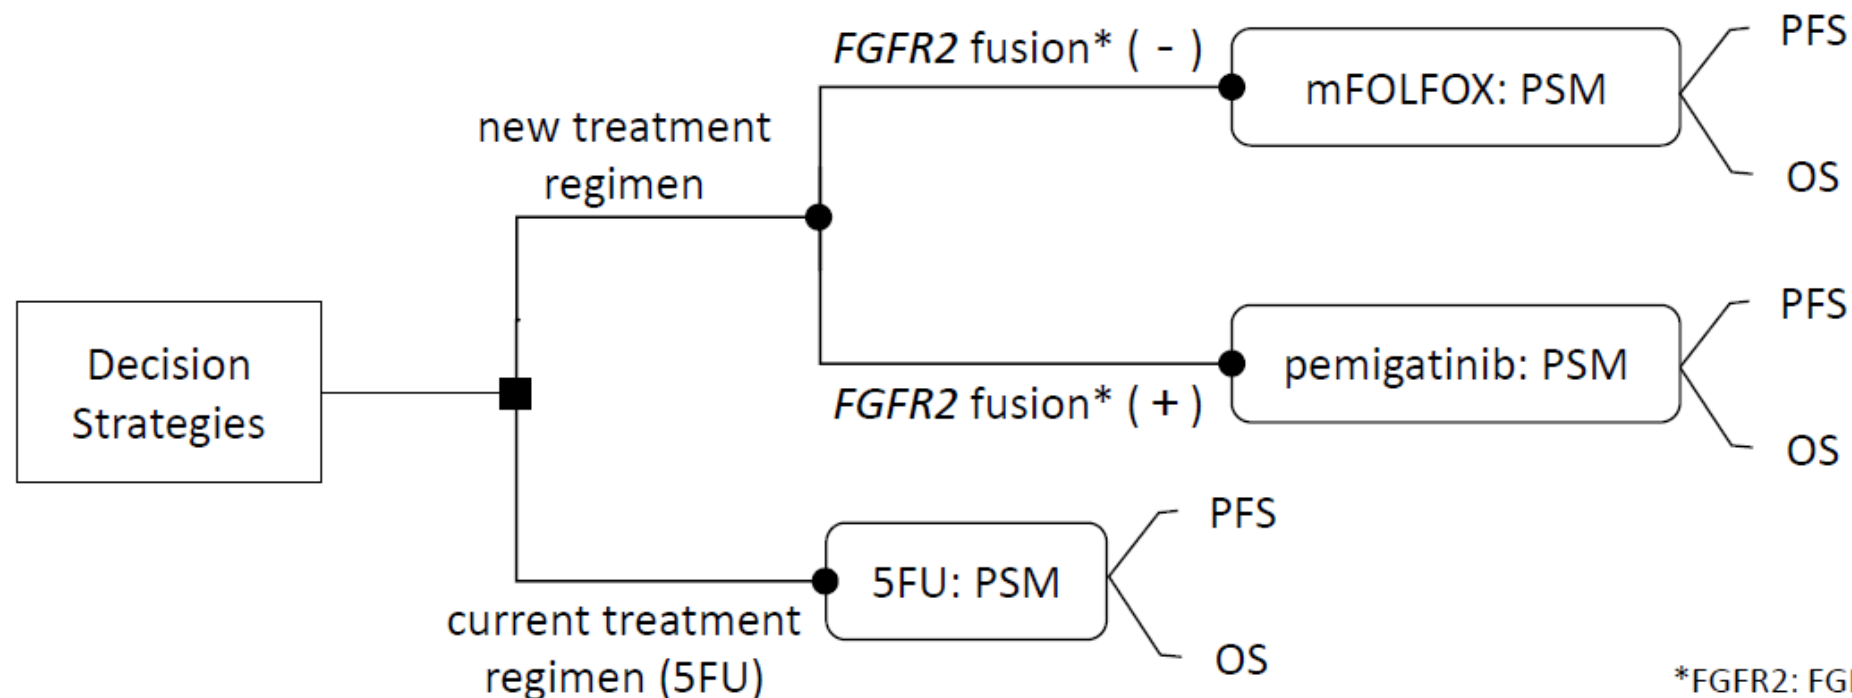 FGFR2 fusion* ( - )
mFOLFOX: PSM
PFS
OS
new treatment
regimen
Decision
Strategies
FGFR2 fusion* ( + )
pemigatinib: PSM
PFS
OS
current treatment
regimen (5FU)
5FU: PSM
PFS
OS
*FGFR2: